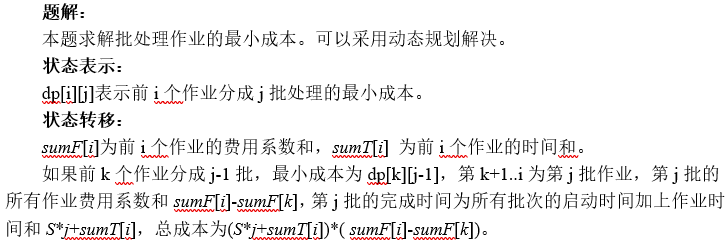 题解:
本题求解批处理作业的最小成本。可以采用动态规划解决。
状态表示:
dp[i][j]表示前 i 个作业分成 j 批处理的最小成本。
状态转移:
sumF[i]为前 i 个作业的费用系数和，sumT[i] 为前 i 个作业的时间和。
如果前 k 个作业分成 j-1 批，最小成本为 dp[k][j-1]，第 k+1..i 为第 j 批作业，第 j 批的
所有作业费用系数和 sumF[i]-sumF[k]，第 j 批的完成时间为所有批次的启动时间加上作业时
间和 S*j+sumT[i]，总成本为(S*j+sumT[i])*( sumF[i]-sumF[k])。